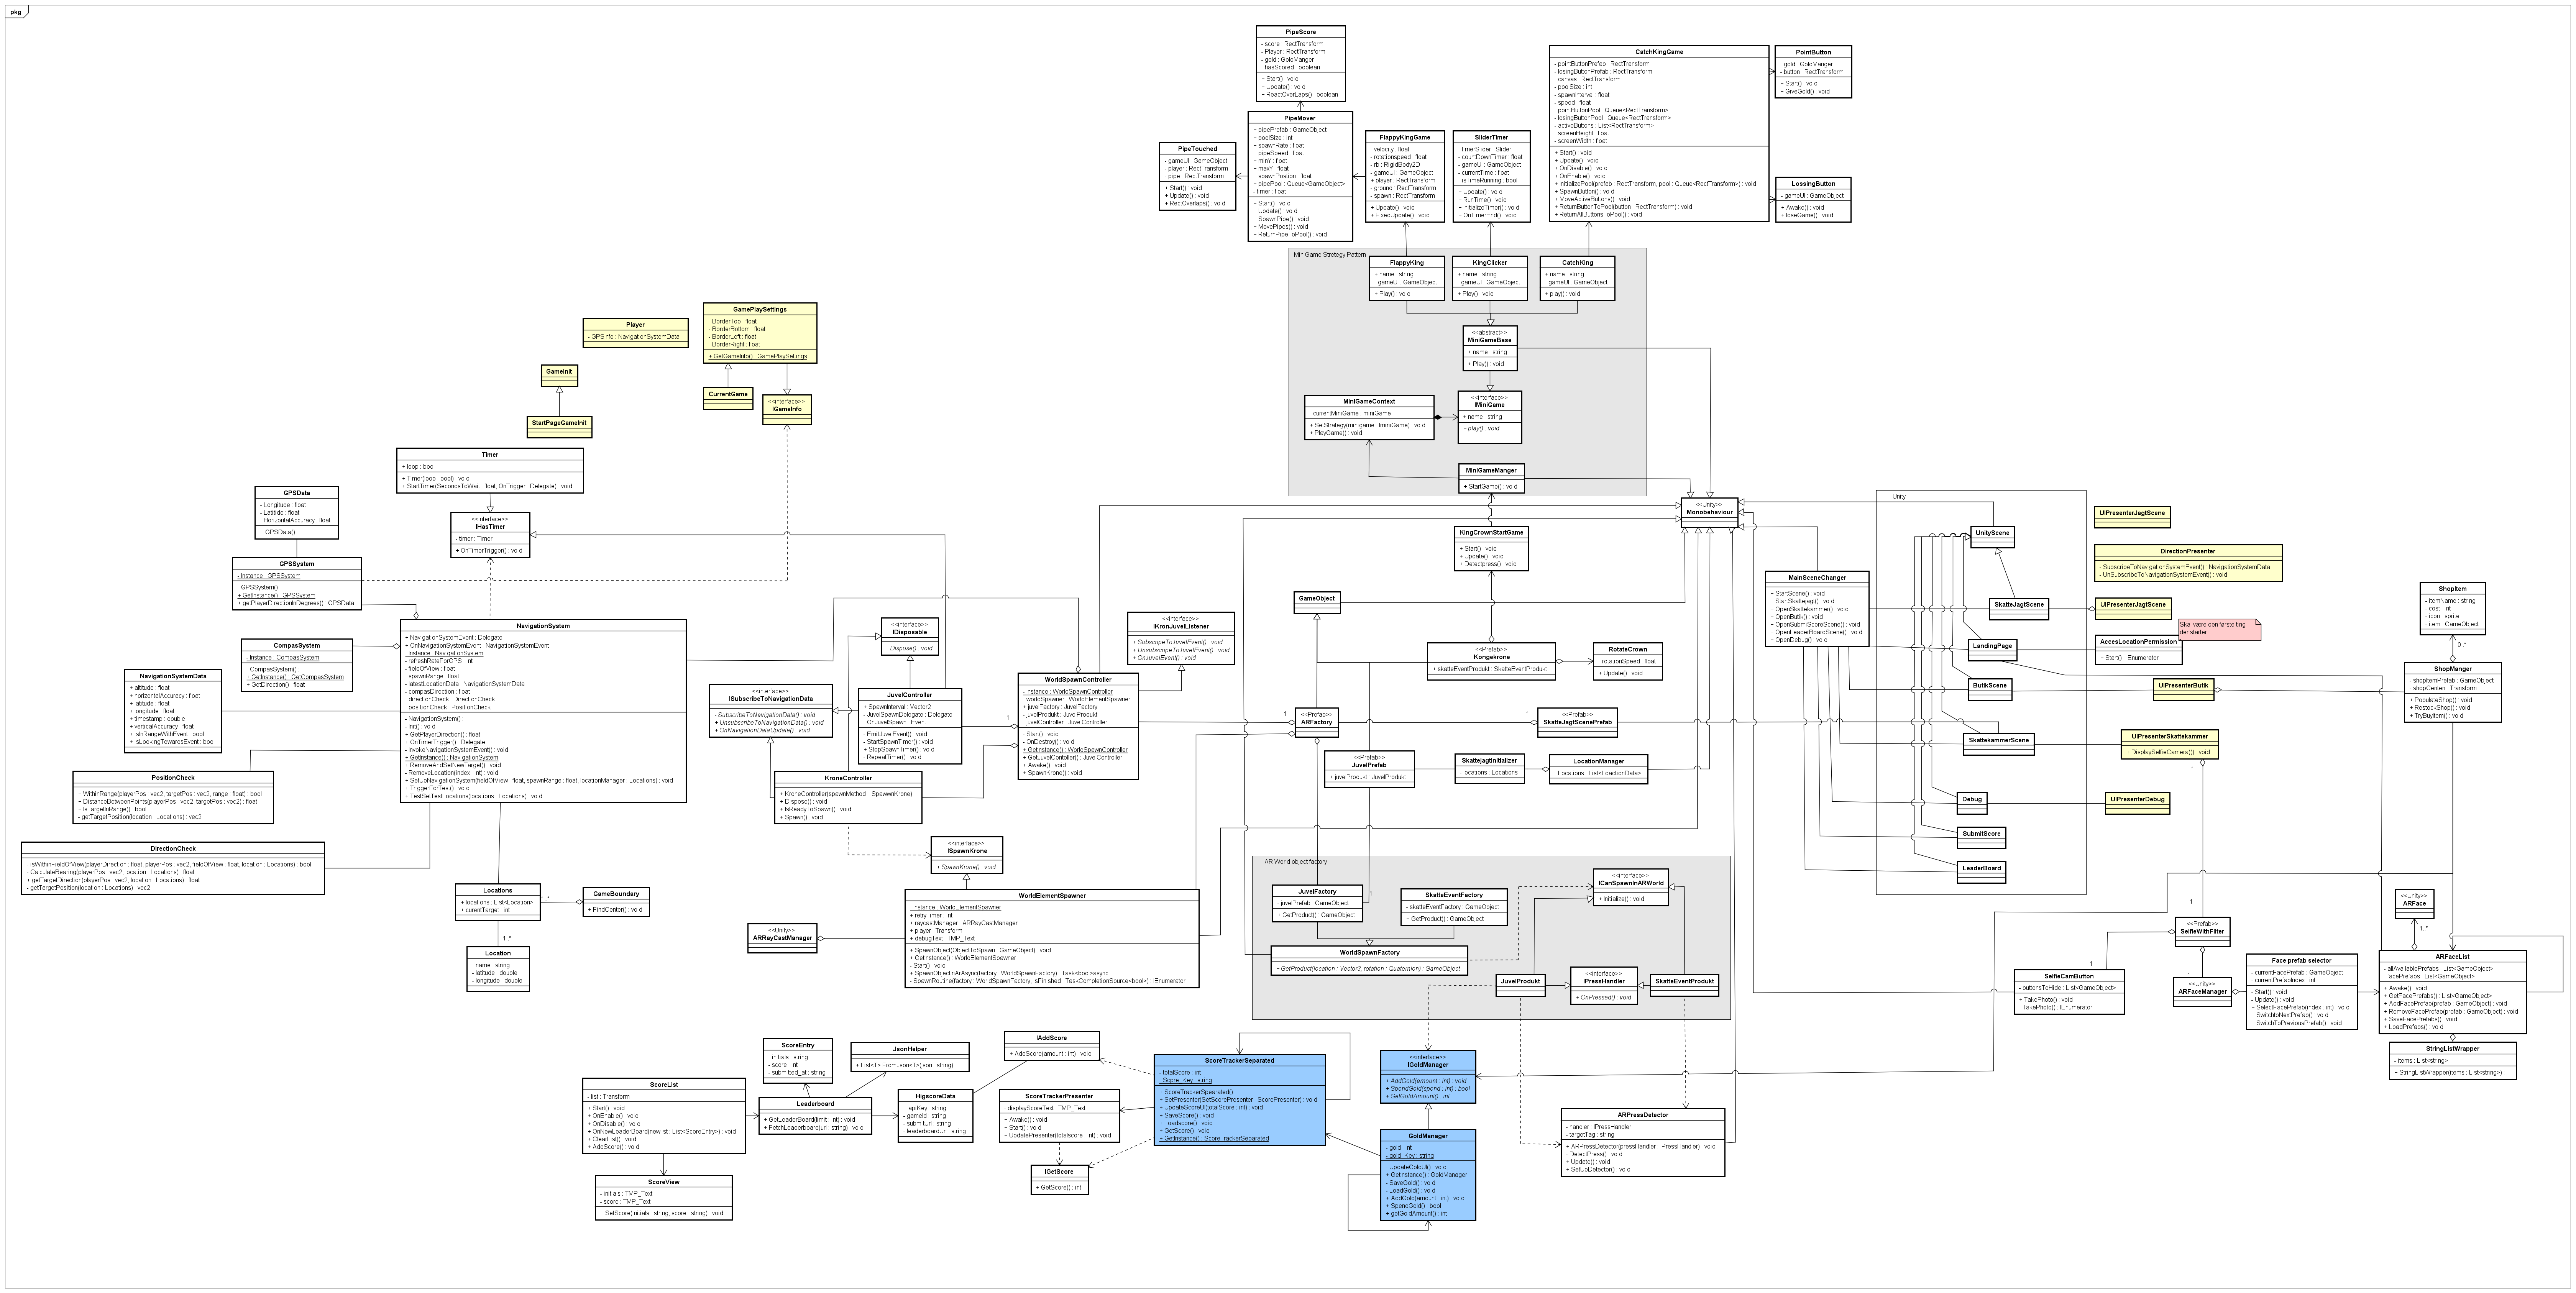 pkg
PipeScore
- score : RectTransform
- Player : RectTransform
- gold : GoldManger
- hasScored : boolean
+ Start() : void
+ Update() : void
+ ReactOverLaps() : boolean
CatchKingGame
- pointButtonPrefab : RectTransform
- losingButtonPrefab : RectTransform
- canvas : RectTransform
- poolSize : int
- spawnInterval : float
- speed : float
- pointButtonPool : Queue<RectTransform>
- losingButtonPool : Queue<RectTransform>
- activeButtons : List<RectTransform>
- screenHeight : float
- screenWidth : float
+ Start() : void
+ Update() : void
+ OnDisable() : void
+ OnEnable() : void
+ InitializePool(prefab : RectTransform, pool : Queue<RectTransform>) : void
+ SpawnButton() : void
+ MoveActiveButtons() : void
+ ReturnButtonToPool(button : RectTransform) : void
+ ReturnAllButtonsToPool() : void
PointButton
- gold : GoldManger
- button : RectTransform
+ Start() : void
+ GiveGold() : void
LossingButton
- gameUI : GameObject
+ Awake() : void
+ loseGame() : void
PipeTouched
- gameUI : GameObject
- player : RectTransform
- pipe : RectTransform
+ Start() : void
+ Update() : void
+ RectOverlaps() : void
PipeMover
+ pipePrefab : GameObject
+ poolSize : int
+ spawnRate : float
+ pipeSpeed : float
+ minY : float
+ maxY : float
+ spawnPostion : float
+ pipePool : Queue<GameObject>
- timer : float
+ Start() : void
+ Update() : void
+ SpawnPipe() : void
+ MovePipes() : void
+ ReturnPipeToPool() : void
FlappyKingGame
- velocity : float
- rotationspeed : float
- rb : RigidBody2D
- gameUI : GameObject
+ player : RectTransform
- ground : RectTransform
- spawn : RectTransform
+ Update() : void
+ FixedUpdate() : void
SliderTImer
- timerSlider : Slider
- countDownTimer : float
- gameUI : GameObject
- currentTime : float
- isTimeRunning : bool
+ Update() : void
+ RunTime() : void
+ InitializeTimer() : void
+ OnTimerEnd() : void
MiniGame Stretegy Pattern
FlappyKing
+ name : string
- gameUI : GameObject
+ Play() : void
KingClicker
+ name : string
- gameUI : GameObject
+ Play() : void
CatchKing
+ name : string
- gameUI : GameObject
+ play() : void
<<abstract>>
MiniGameBase
+ name : string
+ Play() : void
MiniGameContext
- currentMiniGame : miniGame
+ SetStrategy(minigame : IminiGame) : void
+ PlayGame() : void
<<interface>>
IMiniGame
+ name : string
+ play() : void
MiniGameManger
+ StartGame() : void
Player
- GPSInfo : NavigationSystemData
GamePlaySettings
- BorderTop : float
- BorderBottom : float
- BorderLeft : float
- BorderRight : float
+ GetGameInfo() : GamePlaySettings
GameInit
StartPageGameInit
CurrentGame
<<interface>>
IGameInfo
Timer
+ loop : bool
+ Timer(loop : bool) : void
+ StartTimer(SecondsToWait : float, OnTrigger : Delegate) : void
GPSData
- Longitude : float
- Latitide : float
- HorizontalAccuracy : float
+ GPSData()
<<interface>>
IHasTimer
- timer : Timer
+ OnTimerTrigger() : void
GPSSystem
- Instance : GPSSystem
- GPSSystem()
+ GetInstance() : GPSSystem
+ getPlayerDirectionInDegrees() : GPSData
CompasSystem
- Instance : CompasSystem
- CompasSystem() :
+ GetInstance() : GetCompasSystem
+ GetDirection() : float
NavigationSystemData
+ altitude : float
+ horizontalAccuracy : float
+ latitude : float
+ longitude : float
+ timestamp : double
+ verticalAccuracy : float
+ isInRangeWithEvent : bool
+ isLookingTowardsEvent : bool
PositionCheck
+ WithinRange(playerPos : vec2, targetPos : vec2, range : float) : bool
+ DistanceBetweenPoints(playerPos : vec2, targetPos : vec2) : float
+ IsTargetInRange() : bool
- getTargetPosition(location : Locations) : vec2
DirectionCheck
- isWithinFieldOfView(playerDirection : float, playerPos : vec2, fieldOfView : float, location : Locations) : bool
- CalculateBearing(playerPos : vec2, location : Locations) : float
+ getTargetDirection(playerPos : vec2, location : Locations) : float
- getTargetPosition(location : Locations) : vec2
NavigationSystem
+ NavigationSystemEvent : Delegate
+ OnNavigationSystemEvent : NavigationSystemEvent
- Instance : NavigationSystem
- refreshRateForGPS : int
- fieldOfView : float
- spawnRange : float
- latestLocationData : NavigationSystemData
- compasDirection : float
- directionCheck : DirectionCheck
- positionCheck : PositionCheck
- NavigationSystem() :
- Init() : void
+ GetPlayerDirection() : float
+ OnTimerTrigger() : Delegate
- InvokeNavigationSystemEvent() : void
+ GetInstance() : NavigationSystem
+ RemoveAndSetNewTarget() : void
- RemoveLocation(index : int) : void
+ SetUpNavigationSystem(fieldOfView : float, spawnRange : float, locationManager : Locations) : void
+ TriggerForTest() : void
+ TestSetTestLocations(locations : Locations) : void
Locations
+ locations : List<Location>
+ curentTarget : int
1..*
GameBoundary
+ FindCenter() : void
1..*
Location
- name : string
- latitude : double
- longitude : double
<<interface>>
IDisposable
- Dispose() : void
<<interface>>
IKronJuvelListener
+ SubscribeToJuvelEvent() : void
+ UnsubscribeToJuvelEvent() : void
+ OnJuvelEvent() : void
<<interface>>
ISubscribeToNavigationData
- SubscribeToNavigationData() : void
+ UnsubscribeToNavigationData() : void
+ OnNavigationDataUpdate() : void
JuvelController
+ SpawnInterval : Vector2
- JuvelSpawnDelegate : Delegate
- OnJuvelSpawn : Event
- EmitJuvelEvent() : void
- StartSpawnTimer() : void
+ StopSpawnTimer() : void
- RepeatTimer() : void
1
WorldSpawnController
- Instance : WorldSpawnController
- worldSpawner : WorldElementSpawner
- juvelFactory : JuvelFactory
- juvelProdukt : JuvelProdukt
- juvelController : JuvelController
- Start() : void
- OnDestroy() : void
+ GetInstance() : WorldSpawnController
+ GetJuvelContoller() : JuvelController
+ Awake() : void
+ SpawnKrone() : void
KroneController
+ KroneController(spawnMethod : ISpawnKrone)
+ Dispose() : void
+ IsReadyToSpawn() : void
+ Spawn() : void
<<interface>>
ISpawnKrone
+ SpawnKrone() : void
<<Unity>>
ARRayCastManager
WorldElementSpawner
- Instance : WorldElementSpawner
+ retryTimer : int
+ raycastManager : ARRayCastManager
+ player : Transform
+ debugText : TMP_Text
+ SpawnObject(ObjectToSpawn : GameObject) : void
+ GetInstance() : WorldElementSpawner
- Start() : void
+ SpawnObjectInArAsync(factory : WorldSpawnFactory) : Task<bool>async
- SpawnRoutine(factory : WorldSpawnFactory, isFinished : TaskCompletionSource<bool>) : IEnumerator
<<Unity>>
Monobehaviour
KingCrownStartGame
+ Start() : void
+ Update() : void
+ Detectpress() : void
GameObject
<<Prefab>>
Kongekrone
+ skatteEventProdukt : SkatteEventProdukt
RotateCrown
- rotationSpeed : float
+ Update() : void
1
<<Prefab>>
ARFactory
1
<<Prefab>>
SkatteJagtScenePrefab
<<Prefab>>
JuvelPrefab
+ juvelProdukt : JuvelProdukt
SkattejagtInitializer
- locations : Locations
LocationManager
- Locations : List<LoactionData>
AR World object factory
JuvelFactory
- juvelPrefab : GameObject
+ GetProduct() : GameObject
1
SkatteEventFactory
- skatteEventFactory : GameObject
+ GetProduct() : GameObject
<<interface>>
ICanSpawnInARWorld
+ Initialize() : void
WorldSpawnFactory
+ GetProduct(location : Vector3, rotation : Quaternion) : GameObject
JuvelProdukt
<<interface>>
IPressHandler
+ OnPressed() : void
SkatteEventProdukt
Unity
UnityScene
MainSceneChanger
+ StartScene() : void
+ StartSkattejagt() : void
+ OpenSkattekammer() : void
+ OpenButik() : void
+ OpenSubmiScoreScene() : void
+ OpenLeaderBoardScene() : void
+ OpenDebug() : void
SkatteJagtScene
LandingPage
ButikScene
SkattekammerScene
Debug
SubmitScore
LeaderBoard
UIPresenterJagtScene
DirectionPresenter
- SubscribeToNavigationSystemEvent() : NavigationSystemData
- UnSubscribeToNavigationSystemEvent() : void
UIPresenterJagtScene
Skal være den første ting
der starter
AccesLocationPermission
+ Start() : IEnumerator
UIPresenterButik
UIPresenterSkattekammer
+ DisplaySelfieCamera() : void
1
UIPresenterDebug
ShopItem
- itemName : string
- cost : int
- icon : sprite
- item : GameObject
0..*
ShopManger
- shopItemPrefab : GameObject
- shopCenten : Transform
+ PopulateShop() : void
+ RestockShop() : void
+ TryBuyItem() : void
1
<<Prefab>>
SelfieWithFilter
1
SelfieCamButton
- buttonsToHide : List<GameObject>
+ TakePhoto() : void
- TakePhoto() : IEnumerator
1
<<Unity>>
ARFaceManager
Face prefab selector
- currentFacePrefab : GameObject
- currentPrefabIndex : int
- Start() : void
- Update() : void
+ SelectFacePrefab(index : int) : void
+ SwitchtoNextPrefab() : void
+ SwitchToPreviousPrefab() : void
<<Unity>>
ARFace
1..*
ARFaceList
- allAvailablePrefabs : List<GameObject>
- facePrefabs : List<GameObject>
+ Awake() : void
+ GetFacePrefabs() : List<GameObject>
+ AddFacePrefab(prefab : GameObject) : void
+ RemoveFacePrefab(prefab : GameObject) : void
+ SaveFacePrefabs() : void
+ LoadPrefabs() : void
StringListWrapper
- items : List<string>
+ StringListWrapper(items : List<string>) :
ScoreList
- list : Transform
+ Start() : void
+ OnEnable() : void
+ OnDisable() : void
+ OnNewLeaderBoard(newlist : List<ScoreEntry>) : void
+ ClearList() : void
+ AddScore() : void
ScoreView
- initials : TMP_Text
- score : TMP_Text
+ SetScore(initials : string, score : string) : void
ScoreEntry
- initials : string
- score : int
- submitted_at : string
JsonHelper
+ List<T> FromJson<T>(json : string)
Leaderboard
+ GetLeaderBoard(limit : int) : void
+ FetchLeaderboard(url : string) : void
HigscoreData
+ apiKey : string
- gameId : string
- submitUrl : string
- leaderboardUrl : string
IAddScore
+ AddScore(amount : int) : void
ScoreTrackerPresenter
- displayScoreText : TMP_Text
+ Awake() : void
+ Start() : void
+ UpdatePresenter(totalscore : int) : void
IGetScore
+ GetScore() : int
ScoreTrackerSeparated
- totalScore : int
- Scpre_Key : string
+ ScoreTrackerSpearated()
+ SetPresenter(SetScorePresenter : ScorePresenter) : void
+ UpdateScoreUI(totalScore : int) : void
+ SaveScore() : void
+ Loadscore() : void
+ GetScore() : void
+ GetInstance() : ScoreTrackerSeparated
<<interface>>
IGoldManager
+ AddGold(amount : int) : void
+ SpendGold(spend : int) : bool
+ GetGoldAmount() : int
GoldManager
- gold : int
- gold_Key : string
- UpdateGoldUI() : void
+ GetInstance() : GoldManager
- SaveGold() : void
- LoadGold() : void
+ AddGold(amount : int) : void
+ SpendGold() : bool
+ getGoldAmount() : int
ARPressDetector
- handler : IPressHandler
- targetTag : string
+ ARPressDetector(pressHandler : IPressHandler) : void
- DetectPress() : void
+ Update() : void
+ SetUpDetector() : void